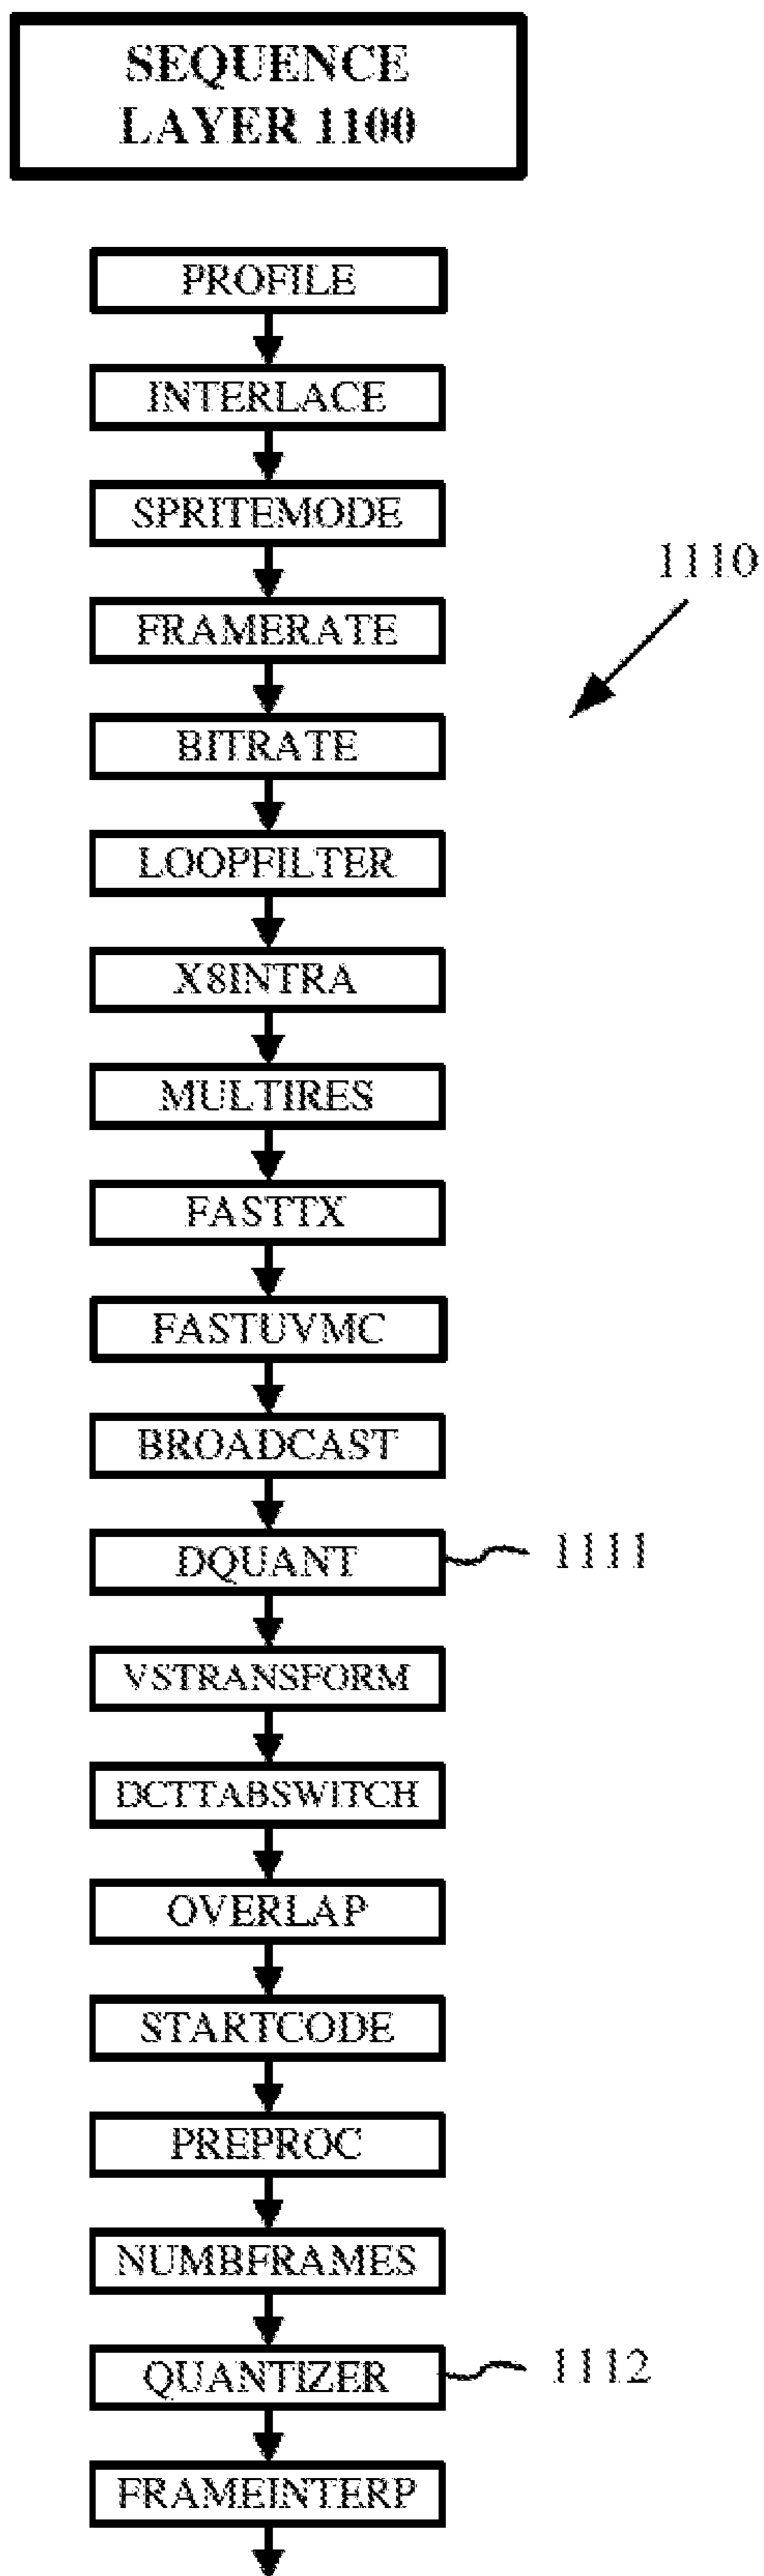 SEQUENCE
LAYER 1100
PROFILE
INTERLACE
SPRITEMODE
1110
FRAMERATE
BITRATE
LOOPFILTER
X8INTRA
MULTIRES
FASTTX
FASTUVMC
BROADCAST
DQUANT 1111
VSTRANSFORM
DCTTABSWITCH
OVERLAP
STARTCODE
PREPROC
NUMBFRAMES
QUANTIZER 1112
FRAMEINTERP